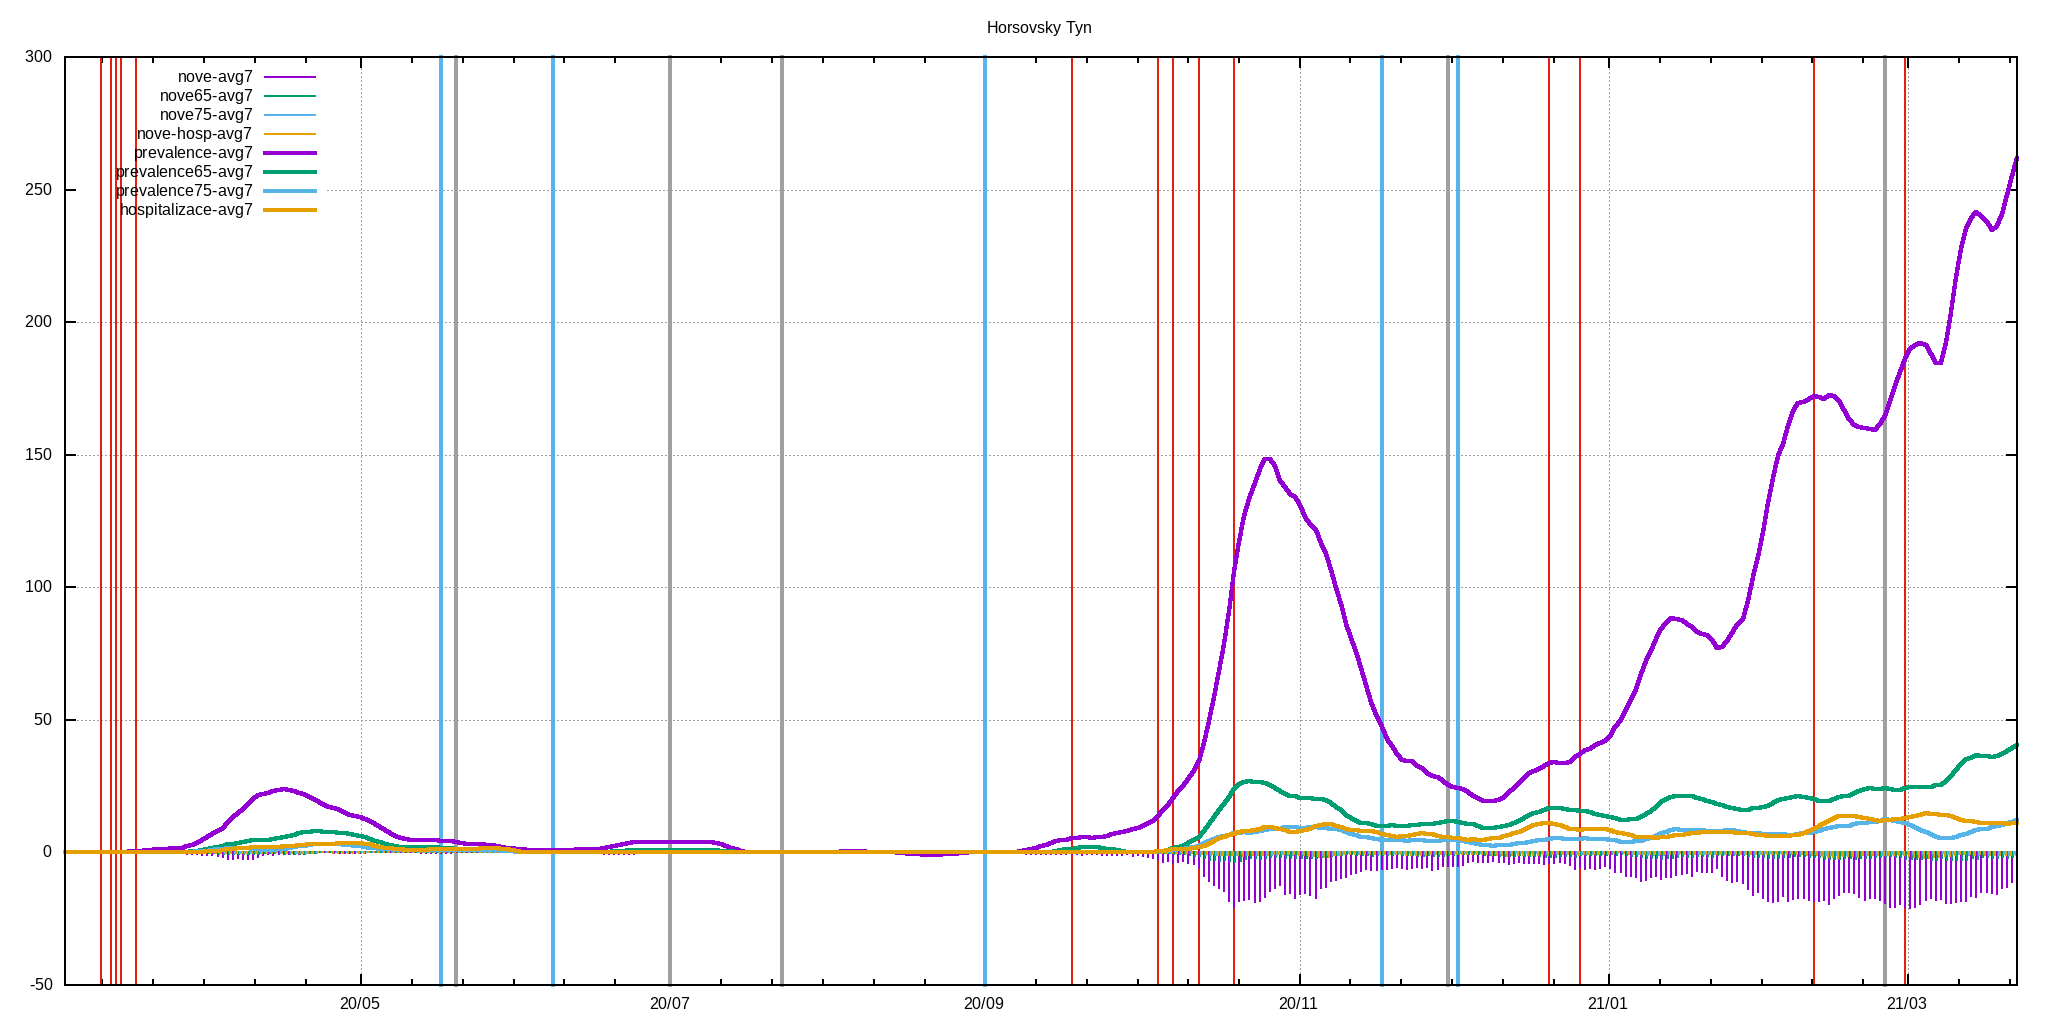 Horsovsky Tyn
300
250
200
150
100
50
0
-50
nove-avg7
nove65-avg7
nove75-avg7
nove-hosp-avg7
prevalence-avg7
prevalence65-avg7
prevalence75-avg7
hospitalizace-avg7
20/05
20/07
20/09
20/11
21/01
21/03